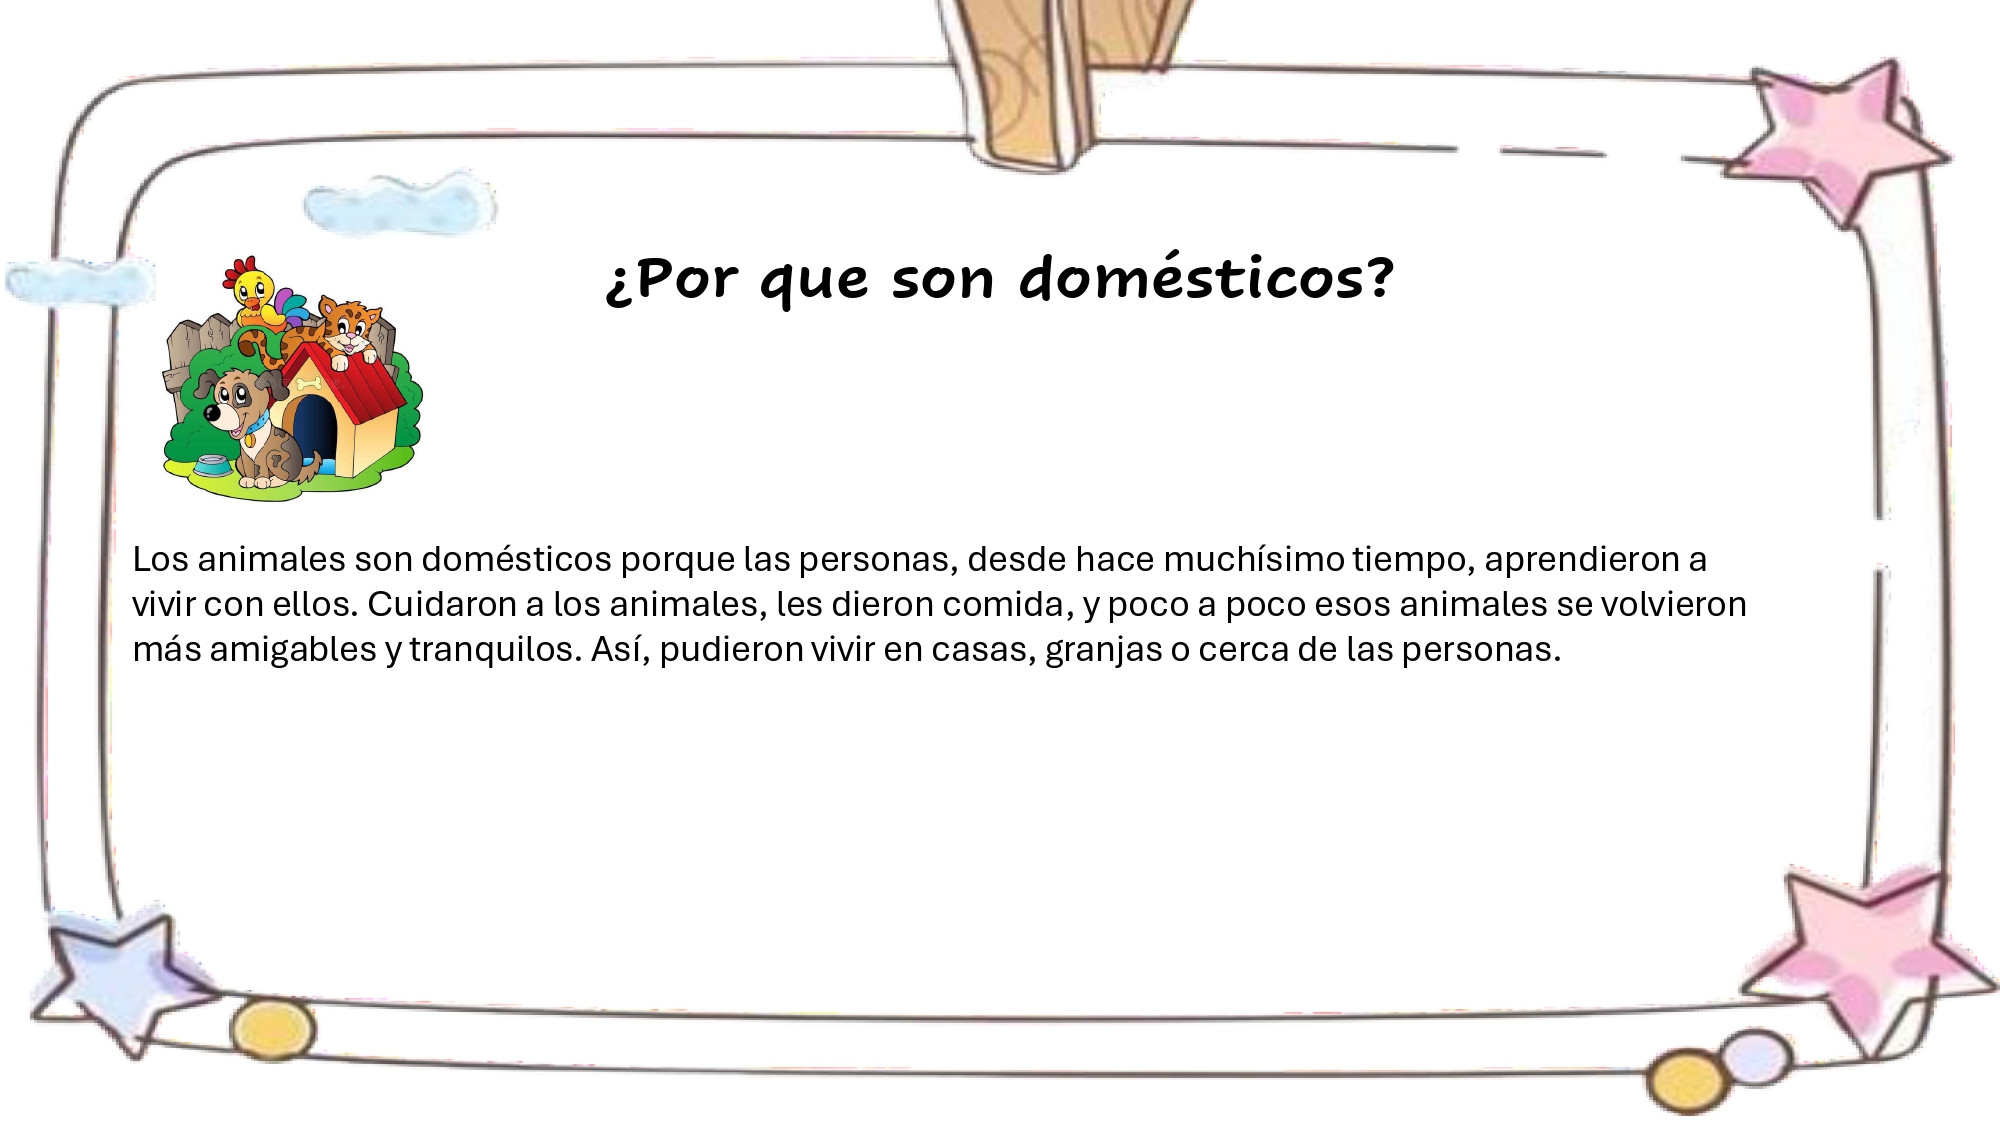 ¿Por que son domésticos?
Los animales son domésticos porque las personas, desde hace muchísimo tiempo, aprendieron a
vivir con ellos. Cuidaron a los animales, les dieron comida, y poco a poco esos animales se volvieron
más amigables y tranquilos. Así, pudieron vivir en casas, granjas o cerca de las personas.